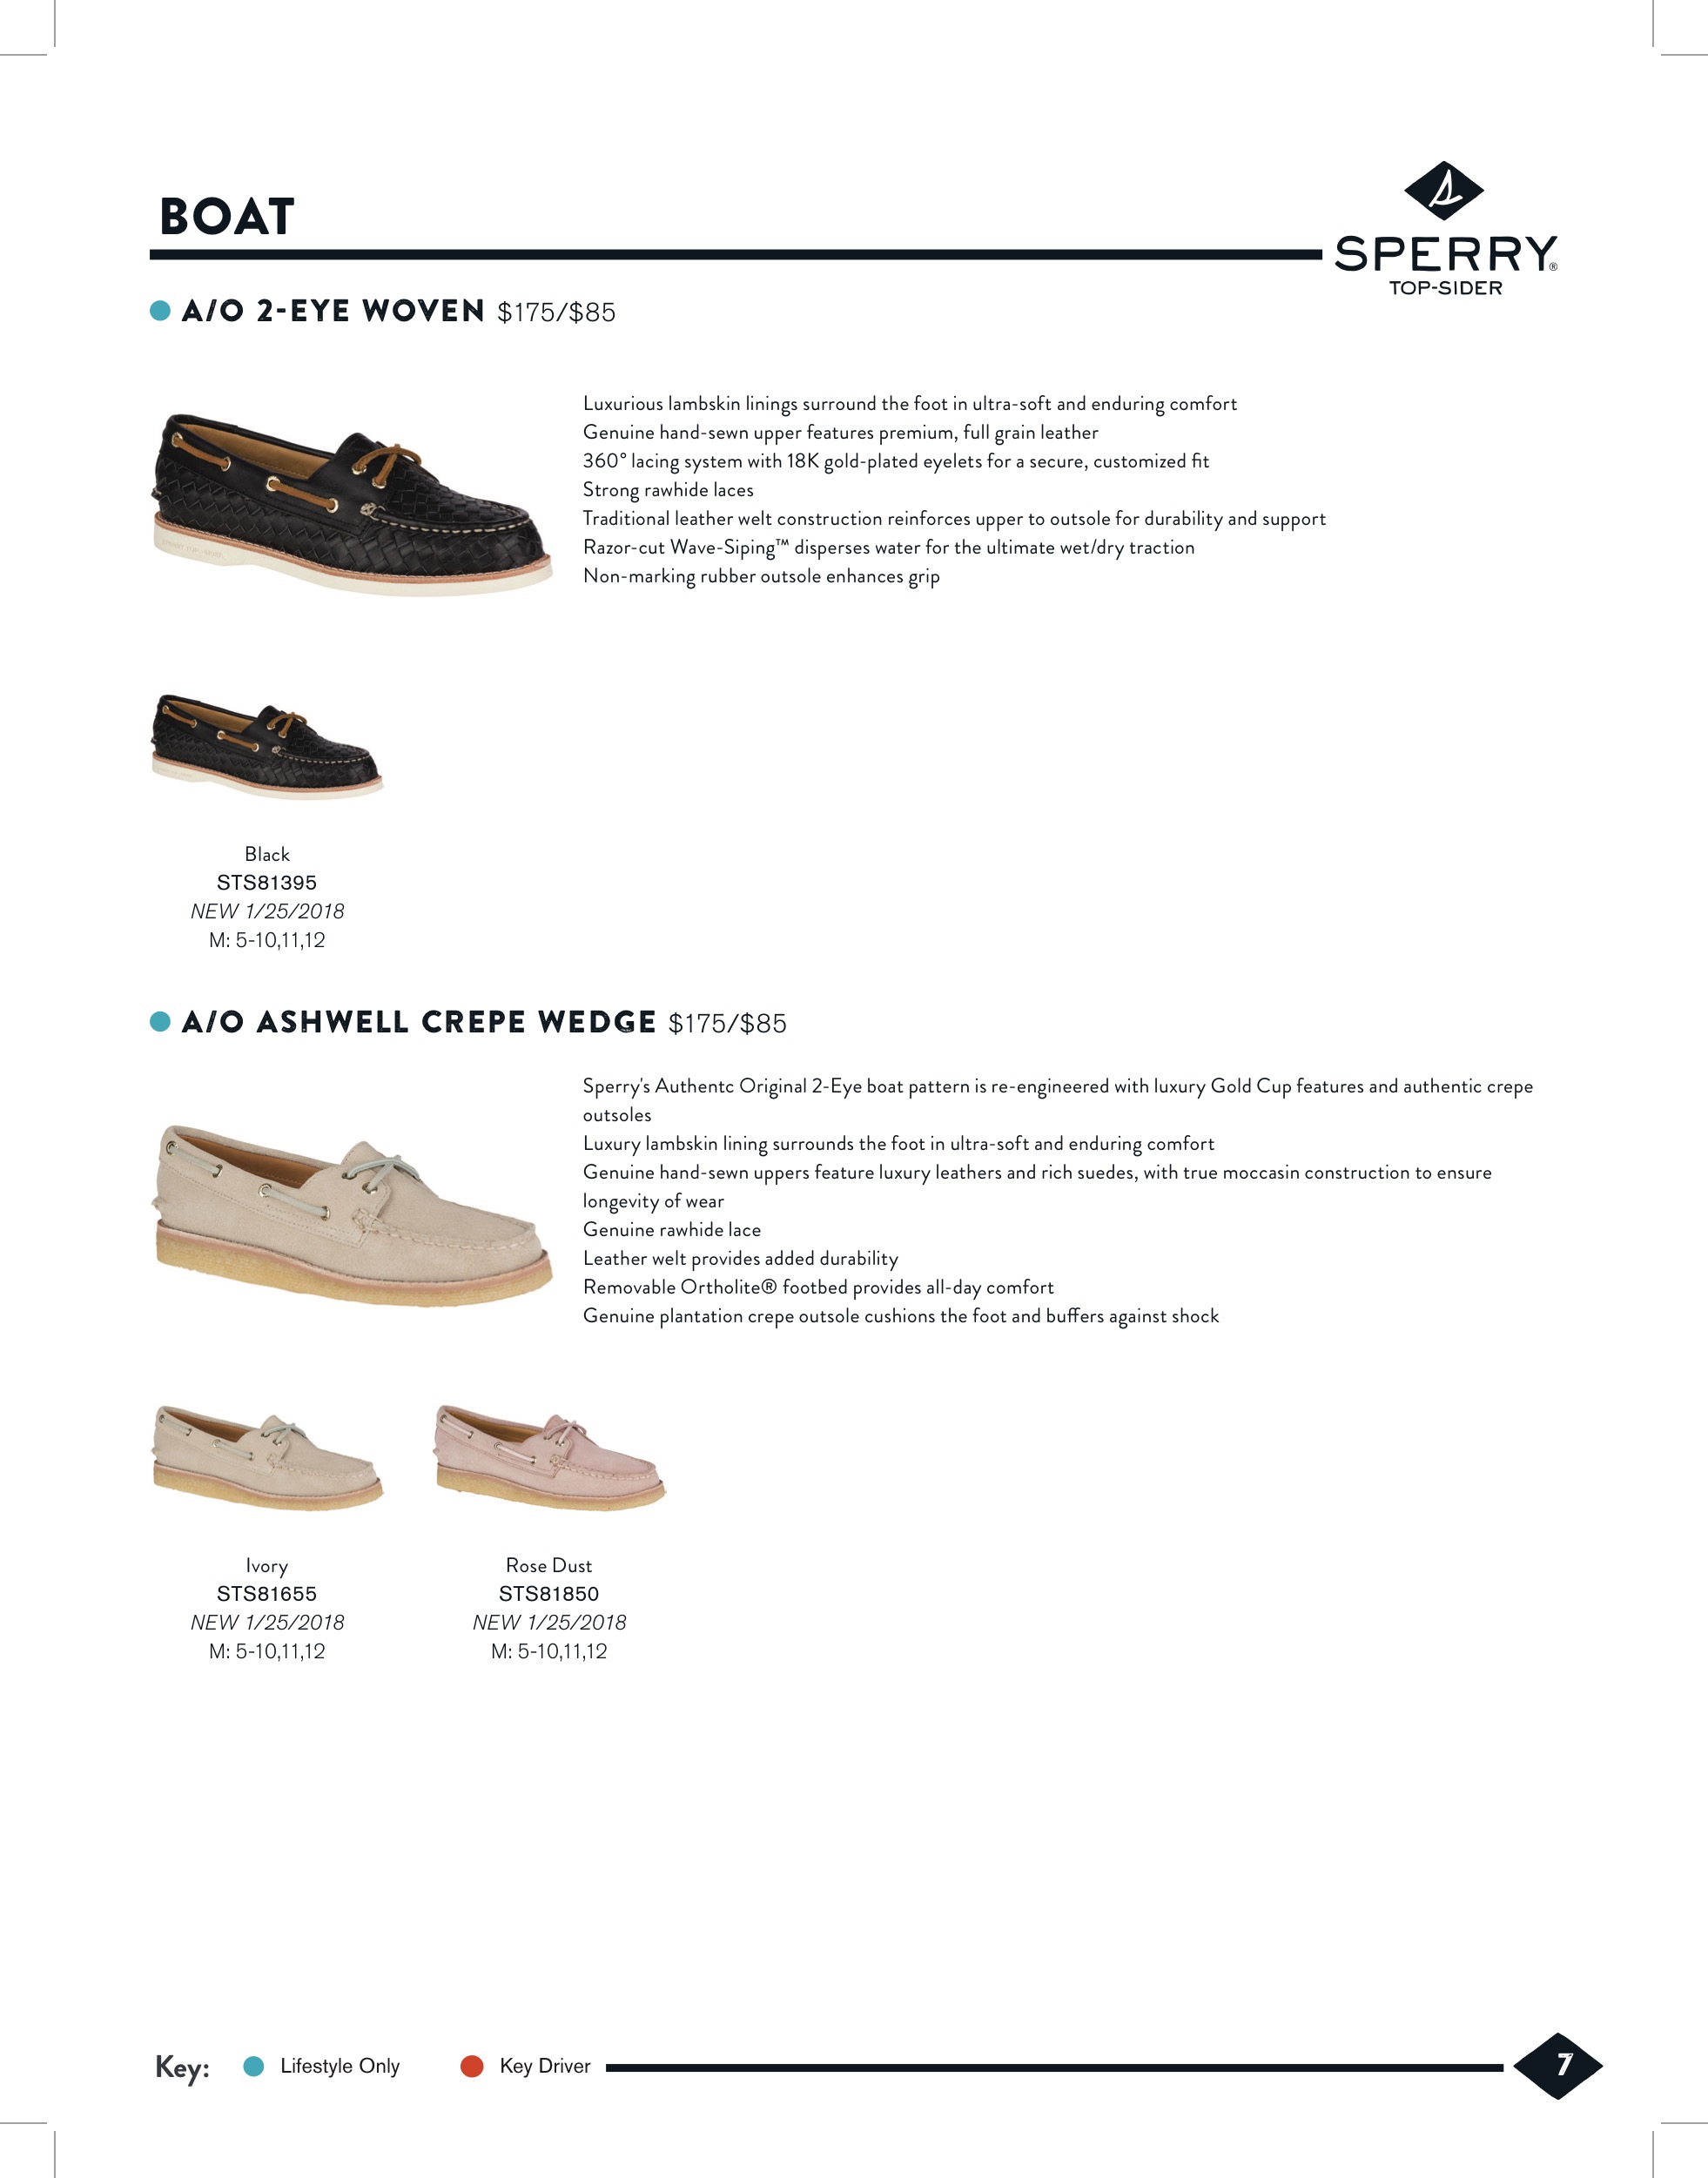 BOAT
SPERRY®
TOP-SIDER
A/O 2-EYE WOVEN $175/$85
Luxurious lambskin linings surround the foot in ultra-soft and enduring comfort
Genuine hand-sewn upper features premium, full grain leather
360° lacing system with 18K gold-plated eyelets for a secure, customized fit
Strong rawhide laces
Traditional leather welt construction reinforces upper to outsole for durability and support
Razor-cut Wave-Siping™ disperses water for the ultimate wet/dry traction
Non-marking rubber outsole enhances grip
Black
STS81395
NEW 1/25/2018
M: 5-10,11,12
A/O ASHWELL CREPE WEDGE $175/$85
Sperry's Authentc Original 2-Eye boat pattern is re-engineered with luxury Gold Cup features and authentic crepe
outsoles
Luxury lambskin lining surrounds the foot in ultra-soft and enduring comfort
Genuine hand-sewn uppers feature luxury leathers and rich suedes, with true moccasin construction to ensure
longevity of wear
Genuine rawhide lace
Leather welt provides added durability
Removable Ortholite® footbed provides all-day comfort
Genuine plantation crepe outsole cushions the foot and buffers against shock
Ivory
STS81655
NEW 1/25/2018
M: 5-10,11,12
Rose Dust
STS81850
NEW 1/25/2018
M: 5-10,11,12
Key:
Lifestyle Only
Key Driver
7